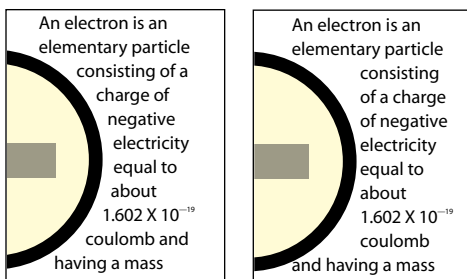 An electron is an
elementary particle
consisting of a
charge of
negative
electricity
equal to
about
1.602 X 10⁻¹⁹
coulomb and
having a mass
An electron is an
elementary particle
consisting
of a charge
of negative
electricity
equal to
about
1.602 X 10⁻¹⁹
coulomb
and having a mass